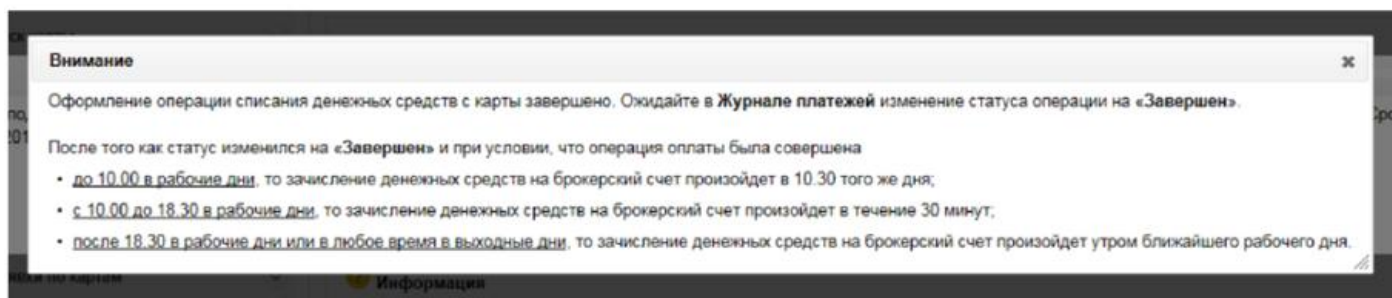 Внимание
Оформление операции списания денежных средств с карты завершено. Ожидайте в Журнале платежей изменение статуса операции на «Завершен».
После того как статус изменился на «Завершен» и при условии, что операция оплаты была совершена
• до 10.00 в рабочие дни, то зачисление денежных средств на брокерский счет произойдет в 10.30 того же дня;
• с 10.00 до 18.30 в рабочие дни, то зачисление денежных средств на брокерский счет произойдет в течение 30 минут;
• после 18.30 в рабочие дни или в любое время в выходные дни, то зачисление денежных средств на брокерский счет произойдет утром ближайшего рабочего дня.
по картам
Информация